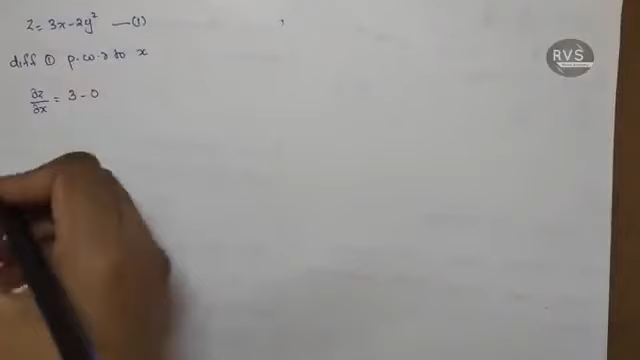 z = 3x - 2y² — (1)
diff ① p.w.r to x
∂z/∂x = 3 - 0
RVS